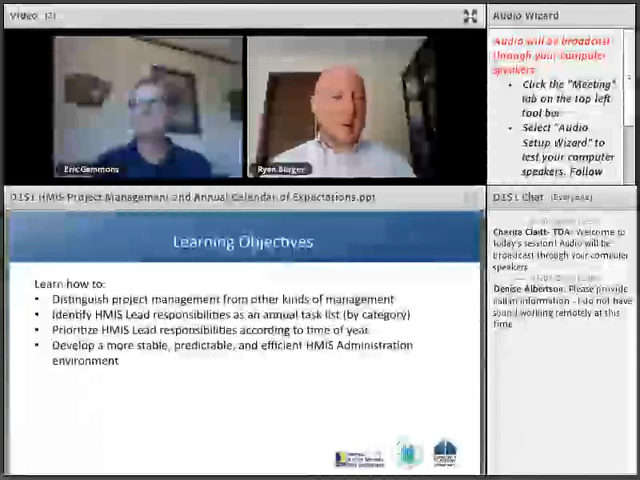 Video (2)
Eric Gammons
Ryan Burger
Audio Wizard
Audio will be broadcast
through your computer
speakers
• Click the "Meeting"
tab on the top left
tool bar.
• Select "Audio
Setup Wizard" to
test your computer
speakers. Follow
D1S1 HMIS Project Management and Annual Calendar of Expectations.ppt
Learning Objectives
Learn how to:
• Distinguish project management from other kinds of management
• Identify HMIS Lead responsibilities as an annual task list (by category)
• Prioritize HMIS Lead responsibilities according to time of year
• Develop a more stable, predictable, and efficient HMIS Administration
environment
D1S1 Chat (Everyone)
TDA: Welcome to
today's session! Audio will be
broadcast through your computer
speakers
Denise Albertson: Please provide
call in information - I do not have
sound working remotely at this
time